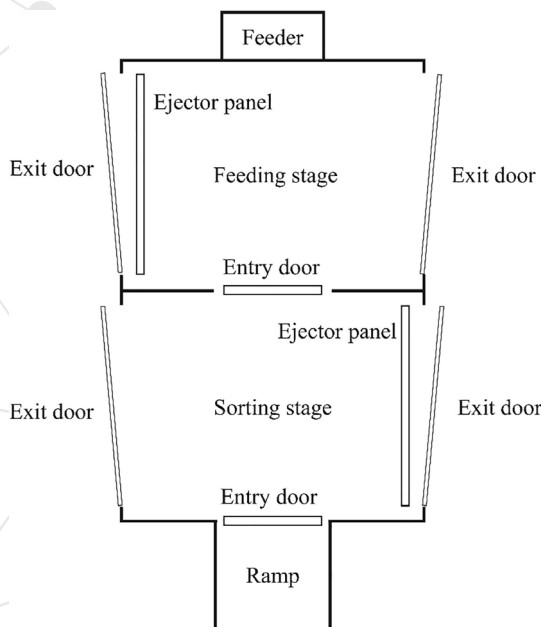 Feeder
Ejector panel
Exit door
Feeding stage
Exit door
Entry door
Ejector panel
Exit door
Sorting stage
Exit door
Entry door
Ramp